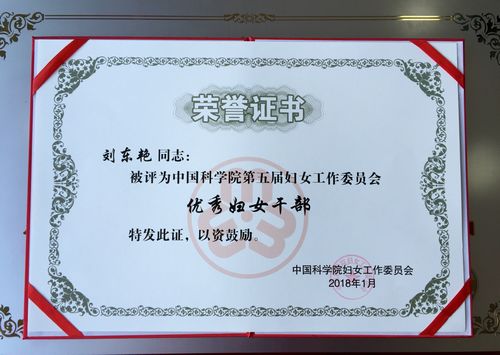 荣誉证书
刘东艳 同志：
被评为中国科学院第五届妇女工作委员会
优秀妇女干部
特发此证，以资鼓励。
中国科学院妇女工作委员会
2018年1月